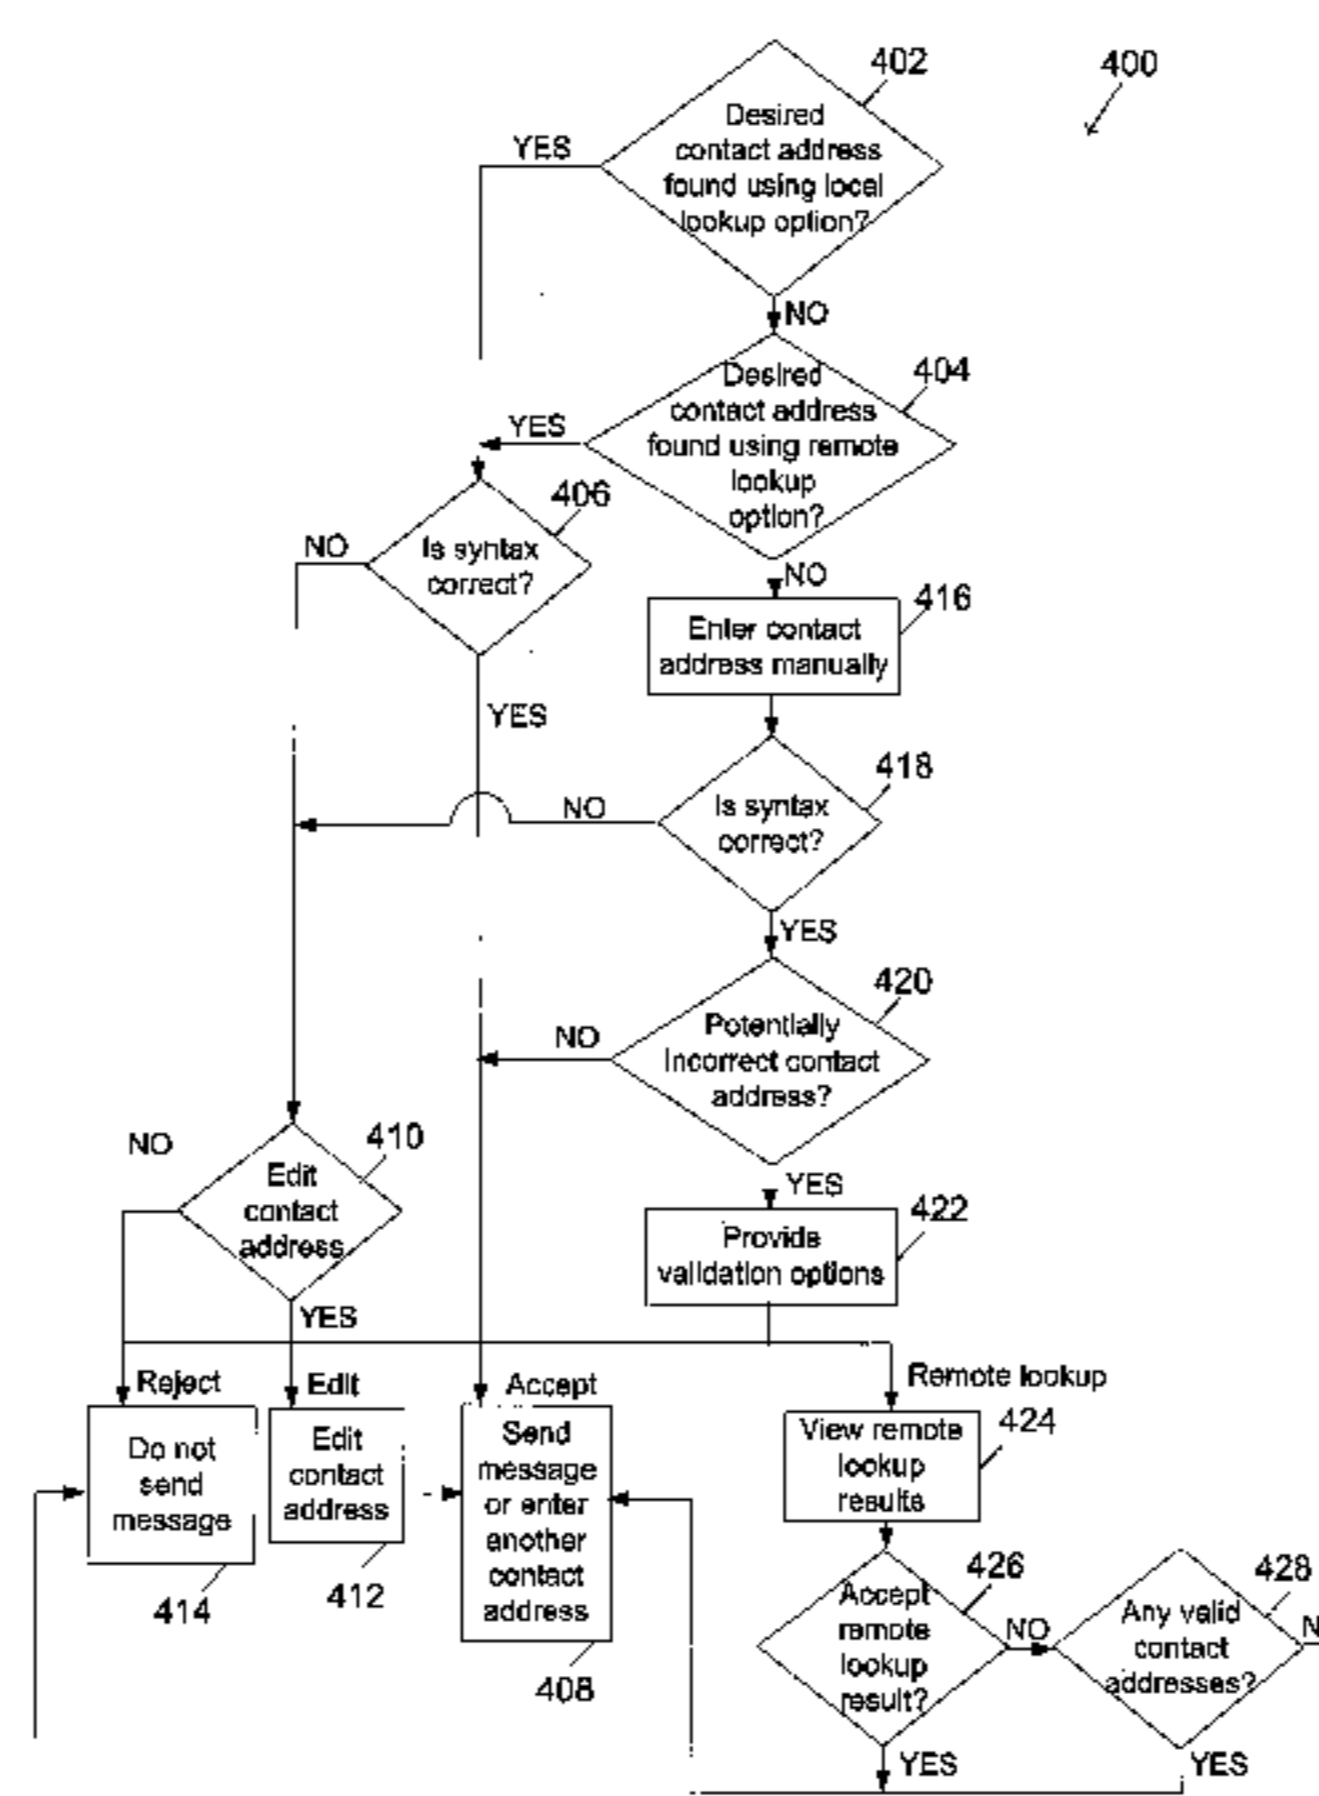 402
400
Desired
contact address
found using local
lookup option?
YES
NO
404
Desired
contact address
found using remote
lookup
option?
YES
406
Is syntax
correct?
NO
NO
416
Enter contact
address manually
YES
418
Is syntax
correct?
NO
YES
420
Potentially
incorrect contact
address?
NO
NO
410
Edit
contact
address
YES
422
Provide
validation options
YES
Reject
Edit
Accept
Remote lookup
Do not
send
message
414
Edit
contact
address
412
Send
message
or enter
another
contact
address
408
View remote
lookup
results
424
Accept
remote
lookup
result?
426
NO
Any valid
contact
addresses?
428
N
YES
YES